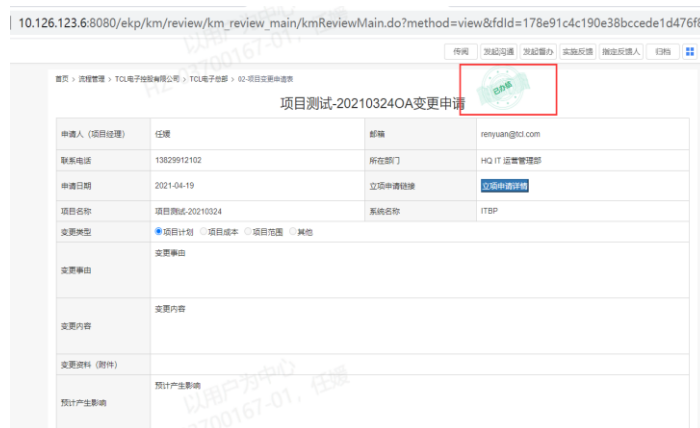 10.126.123.6:8080/ekp/km/review/km_review_main/kmReviewMain.do?method=view&fdId=178e91c4c190e38bccede1d476f8
传阅 发起沟通 发起督办 实施反馈 指定反馈人 归档
首页 > 流程管理 > TCL电子控股有限公司 > TCL电子总部 > 02-项目变更申请表
已办结
项目测试-20210324OA变更申请
申请人（项目经理） 任媛 邮箱 renyuan@tcl.com
联系电话 13829912102 所在部门 HQ IT 运营管理部
申请日期 2021-04-19 立项申请链接 立项申请详情
项目名称 项目测试-20210324 系统名称 ITBP
变更类型 项目计划 项目成本 项目范围 其他
变更事由 变更事由
变更内容 变更内容
变更资料（附件）
预计产生影响 预计产生影响
以用户为中心
03700167-01，任媛